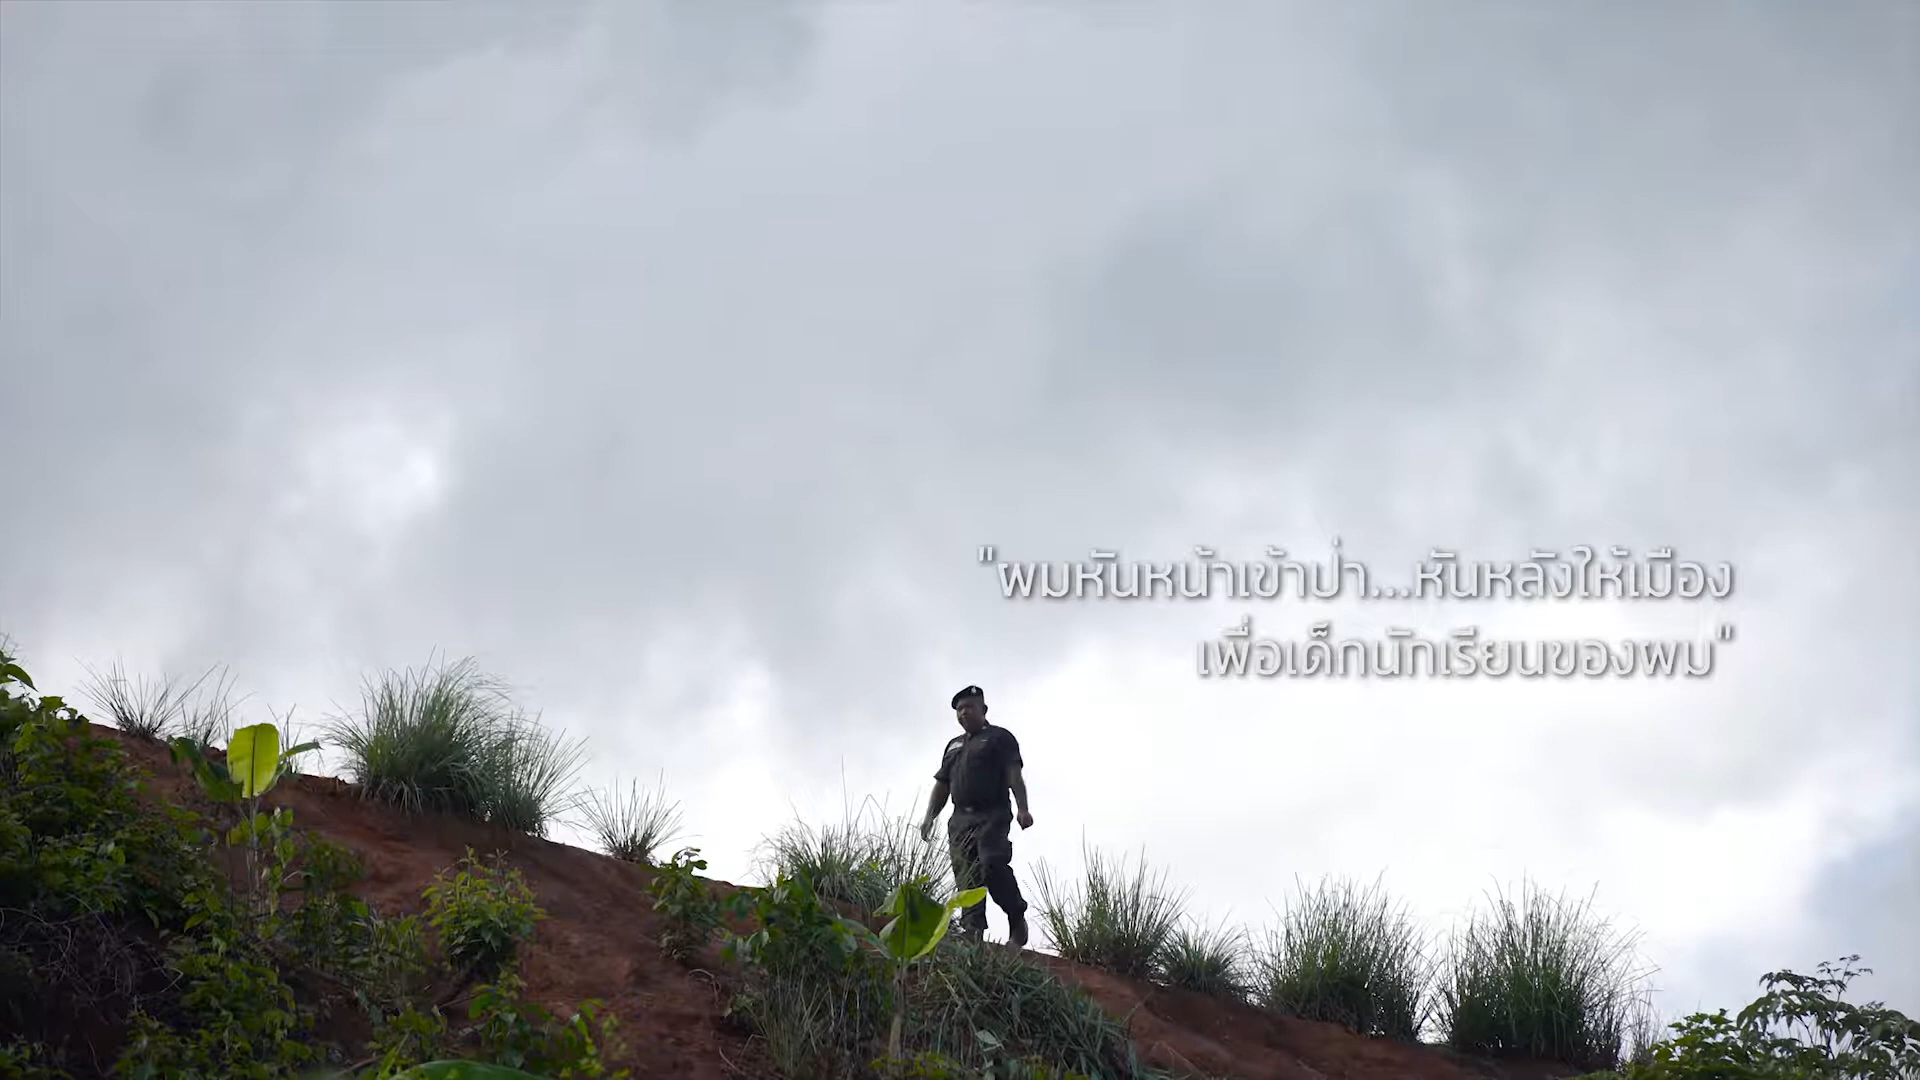 "ผมหันหน้าเข้าป่า...หันหลังให้เมือง
เพื่อเด็กนักเรียนของผม"